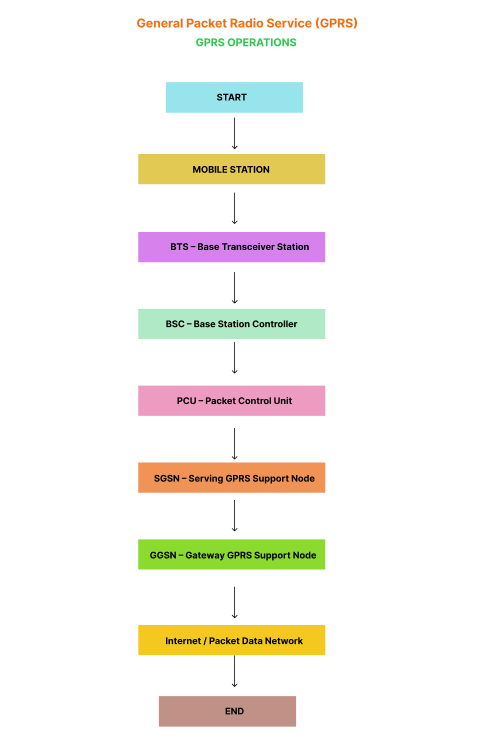 General Packet Radio Service (GPRS)
GPRS OPERATIONS
START
MOBILE STATION
BTS – Base Transceiver Station
BSC – Base Station Controller
PCU – Packet Control Unit
SGSN – Serving GPRS Support Node
GGSN – Gateway GPRS Support Node
Internet / Packet Data Network
END